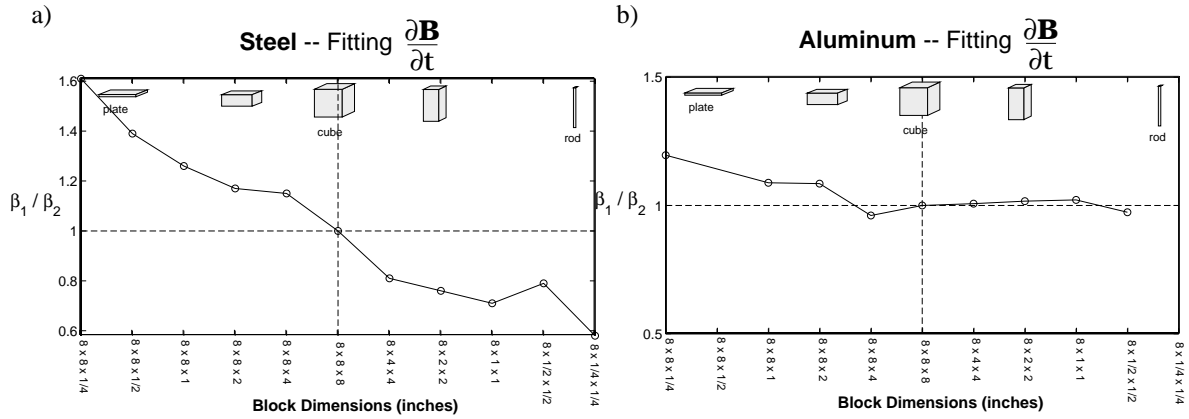 a)
Steel -- Fitting ∂B/∂t
1.6
1.4
1.2
1
0.8
0.6
β1 / β2
plate
cube
rod
8 x 8 x 1/4
8 x 8 x 1/2
8 x 8 x 1
8 x 8 x 2
8 x 8 x 4
8 x 8 x 8
8 x 4 x 4
8 x 2 x 2
8 x 1 x 1
8 x 1/2 x 1/2
8 x 1/4 x 1/4
Block Dimensions (inches)
b)
Aluminum -- Fitting ∂B/∂t
1.5
1
0.5
β1 / β2
plate
cube
rod
8 x 8 x 1/4
8 x 8 x 1/2
8 x 8 x 1
8 x 8 x 2
8 x 8 x 4
8 x 8 x 8
8 x 4 x 4
8 x 2 x 2
8 x 1 x 1
8 x 1/2 x 1/2
8 x 1/4 x 1/4
Block Dimensions (inches)